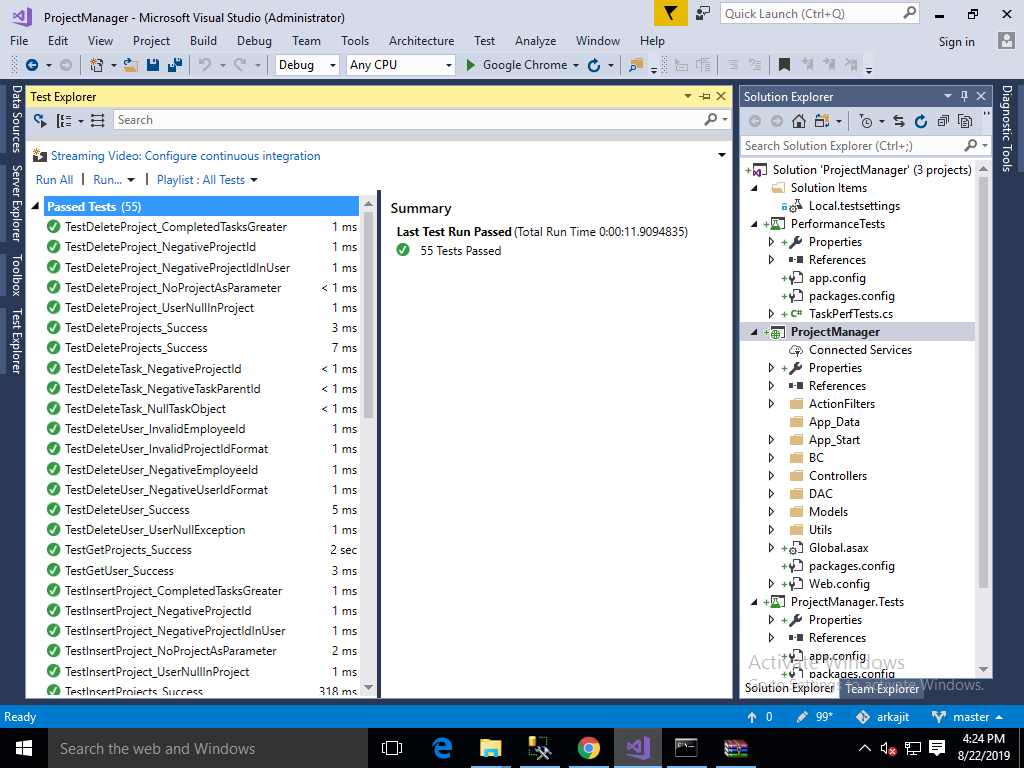 ProjectManager - Microsoft Visual Studio (Administrator)
Quick Launch (Ctrl+Q)
File Edit View Project Build Debug Team Tools Architecture Test Analyze Window Help
Sign in
Debug Any CPU Google Chrome
Data Sources
Server Explorer
Toolbox
Test Explorer
Test Explorer
Search
Streaming Video: Configure continuous integration
Run All | Run... | Playlist : All Tests
Passed Tests (55)
TestDeleteProject_CompletedTasksGreater 1 ms
TestDeleteProject_NegativeProjectId 1 ms
TestDeleteProject_NegativeProjectIdInUser 1 ms
TestDeleteProject_NoProjectAsParameter < 1 ms
TestDeleteProject_UserNullInProject 1 ms
TestDeleteProjects_Success 3 ms
TestDeleteProjects_Success 7 ms
TestDeleteTask_NegativeProjectId < 1 ms
TestDeleteTask_NegativeTaskParentId < 1 ms
TestDeleteTask_NullTaskObject < 1 ms
TestDeleteUser_InvalidEmployeeId 1 ms
TestDeleteUser_InvalidProjectIdFormat 1 ms
TestDeleteUser_NegativeEmployeeId 1 ms
TestDeleteUser_NegativeUserIdFormat 1 ms
TestDeleteUser_Success 5 ms
TestDeleteUser_UserNullException 1 ms
TestGetProjects_Success 2 sec
TestGetUser_Success 3 ms
TestInsertProject_CompletedTasksGreater 1 ms
TestInsertProject_NegativeProjectId 1 ms
TestInsertProject_NegativeProjectIdInUser 1 ms
TestInsertProject_NoProjectAsParameter 2 ms
TestInsertProject_UserNullInProject 1 ms
TestInsertProjects_Success 318 ms
Summary
Last Test Run Passed (Total Run Time 0:00:11.9094835)
55 Tests Passed
Solution Explorer
Search Solution Explorer (Ctrl+;)
Solution 'ProjectManager' (3 projects)
Solution Items
Local.testsettings
PerformanceTests
Properties
References
app.config
packages.config
C# TaskPerfTests.cs
ProjectManager
Connected Services
Properties
References
ActionFilters
App_Data
App_Start
BC
Controllers
DAC
Models
Utils
Global.asax
packages.config
Web.config
ProjectManager.Tests
Properties
References
app.config
packages.config
Activate Windows
Go to Settings to activate Windows.
Solution Explorer Team Explorer
Diagnostic Tools
Ready 0 99* arkajit master
Search the web and Windows
4:24 PM
8/22/2019